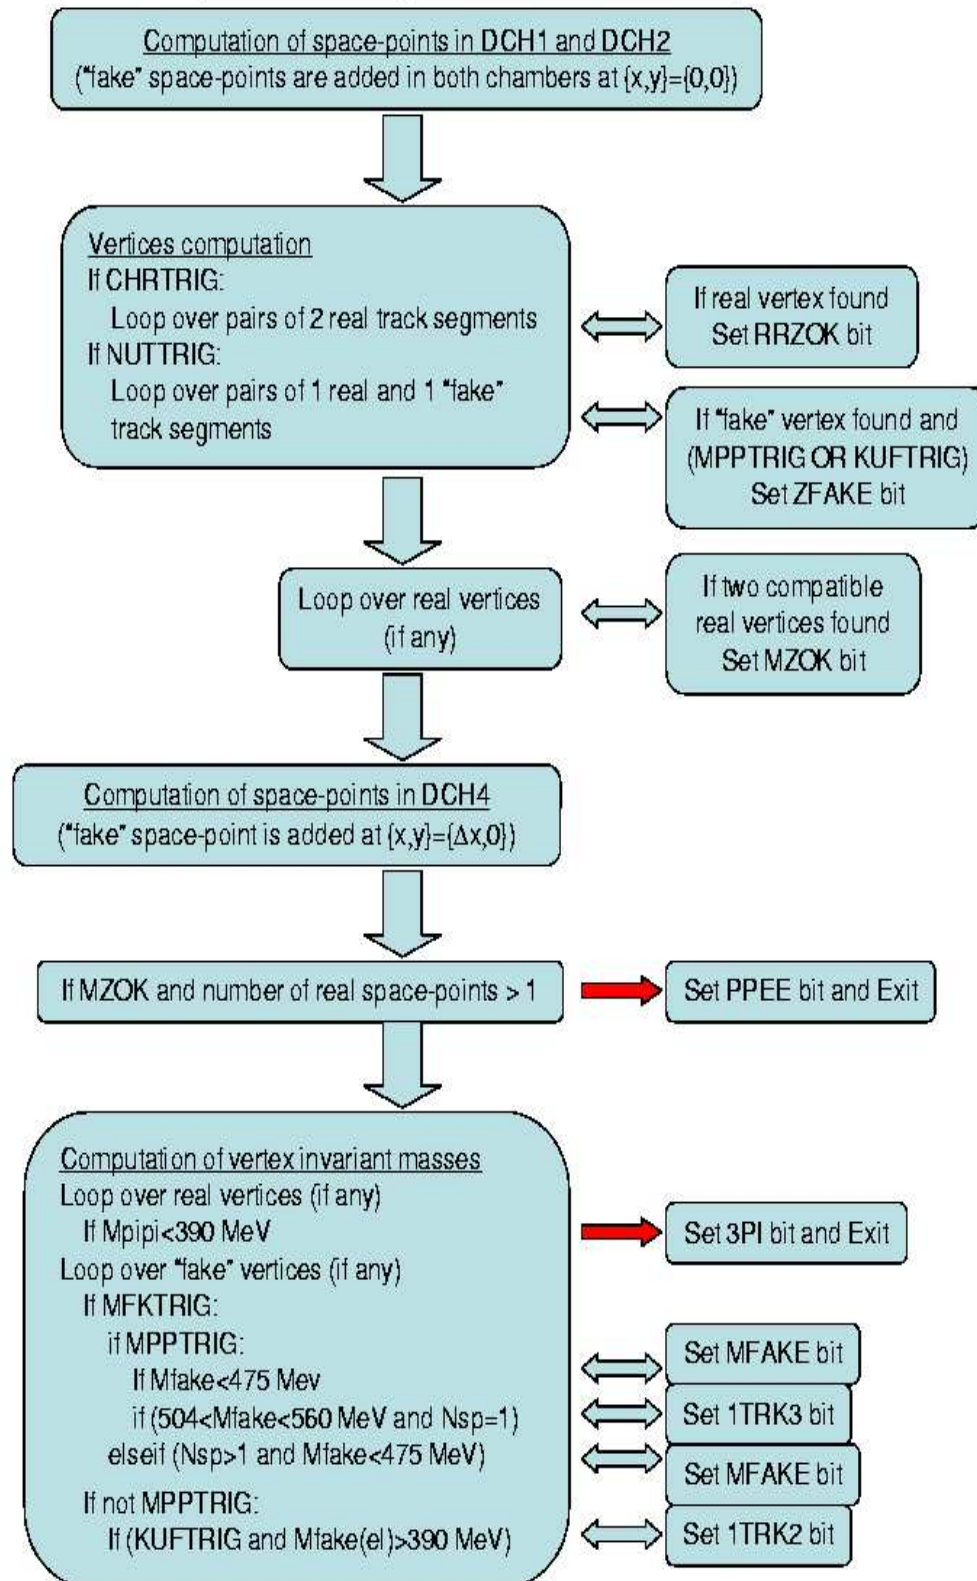 Computation of space-points in DCH1 and DCH2
("fake" space-points are added in both chambers at {x,y}={0,0})
Vertices computation
If CHRTRIG:
Loop over pairs of 2 real track segments
If NUTTRIG:
Loop over pairs of 1 real and 1 "fake"
track segments
If real vertex found
Set RRZOK bit
If "fake" vertex found and
(MPPTRIG OR KUFTRIG)
Set ZFAKE bit
Loop over real vertices
(if any)
If two compatible
real vertices found
Set MZOK bit
Computation of space-points in DCH4
("fake" space-point is added at {x,y}={Δx,0})
If MZOK and number of real space-points > 1
Set PPEE bit and Exit
Computation of vertex invariant masses
Loop over real vertices (if any)
If Mpipi<390 MeV
Set 3PI bit and Exit
Loop over "fake" vertices (if any)
If MFKTRIG:
if MPPTRIG:
If Mfake<475 Mev
Set MFAKE bit
if (504<Mfake<560 MeV and Nsp=1)
Set 1TRK3 bit
elseif (Nsp>1 and Mfake<475 MeV)
Set MFAKE bit
If not MPPTRIG:
If (KUFTRIG and Mfake(el)>390 MeV)
Set 1TRK2 bit